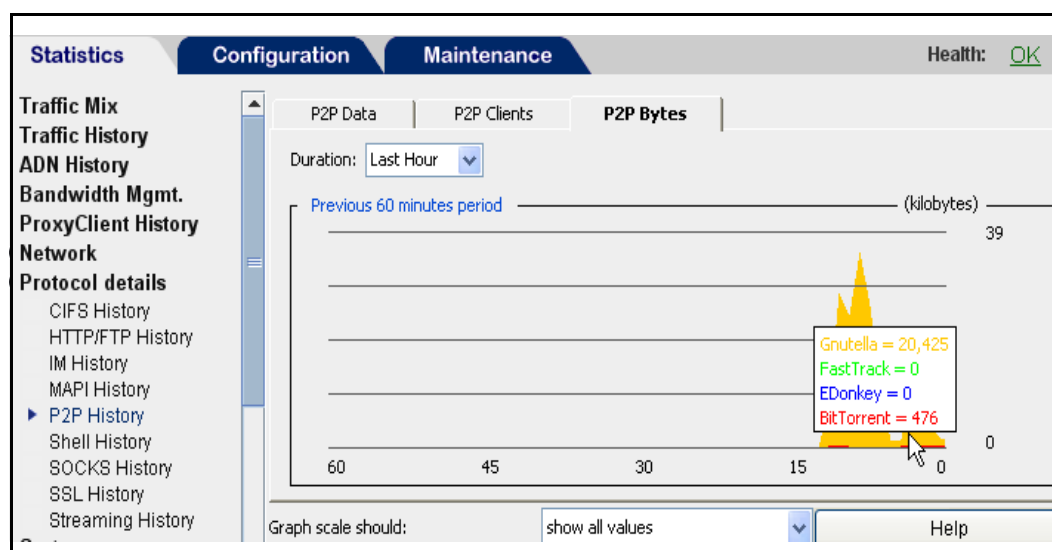 Statistics Configuration Maintenance Health: OK
Traffic Mix
Traffic History
ADN History
Bandwidth Mgmt.
ProxyClient History
Network
Protocol details
CIFS History
HTTP/FTP History
IM History
MAPI History
P2P History
Shell History
SOCKS History
SSL History
Streaming History
P2P Data P2P Clients P2P Bytes
Duration: Last Hour
Previous 60 minutes period (kilobytes)
39
Gnutella = 20,425
FastTrack = 0
EDonkey = 0
BitTorrent = 476
0
60 45 30 15 0
Graph scale should: show all values Help